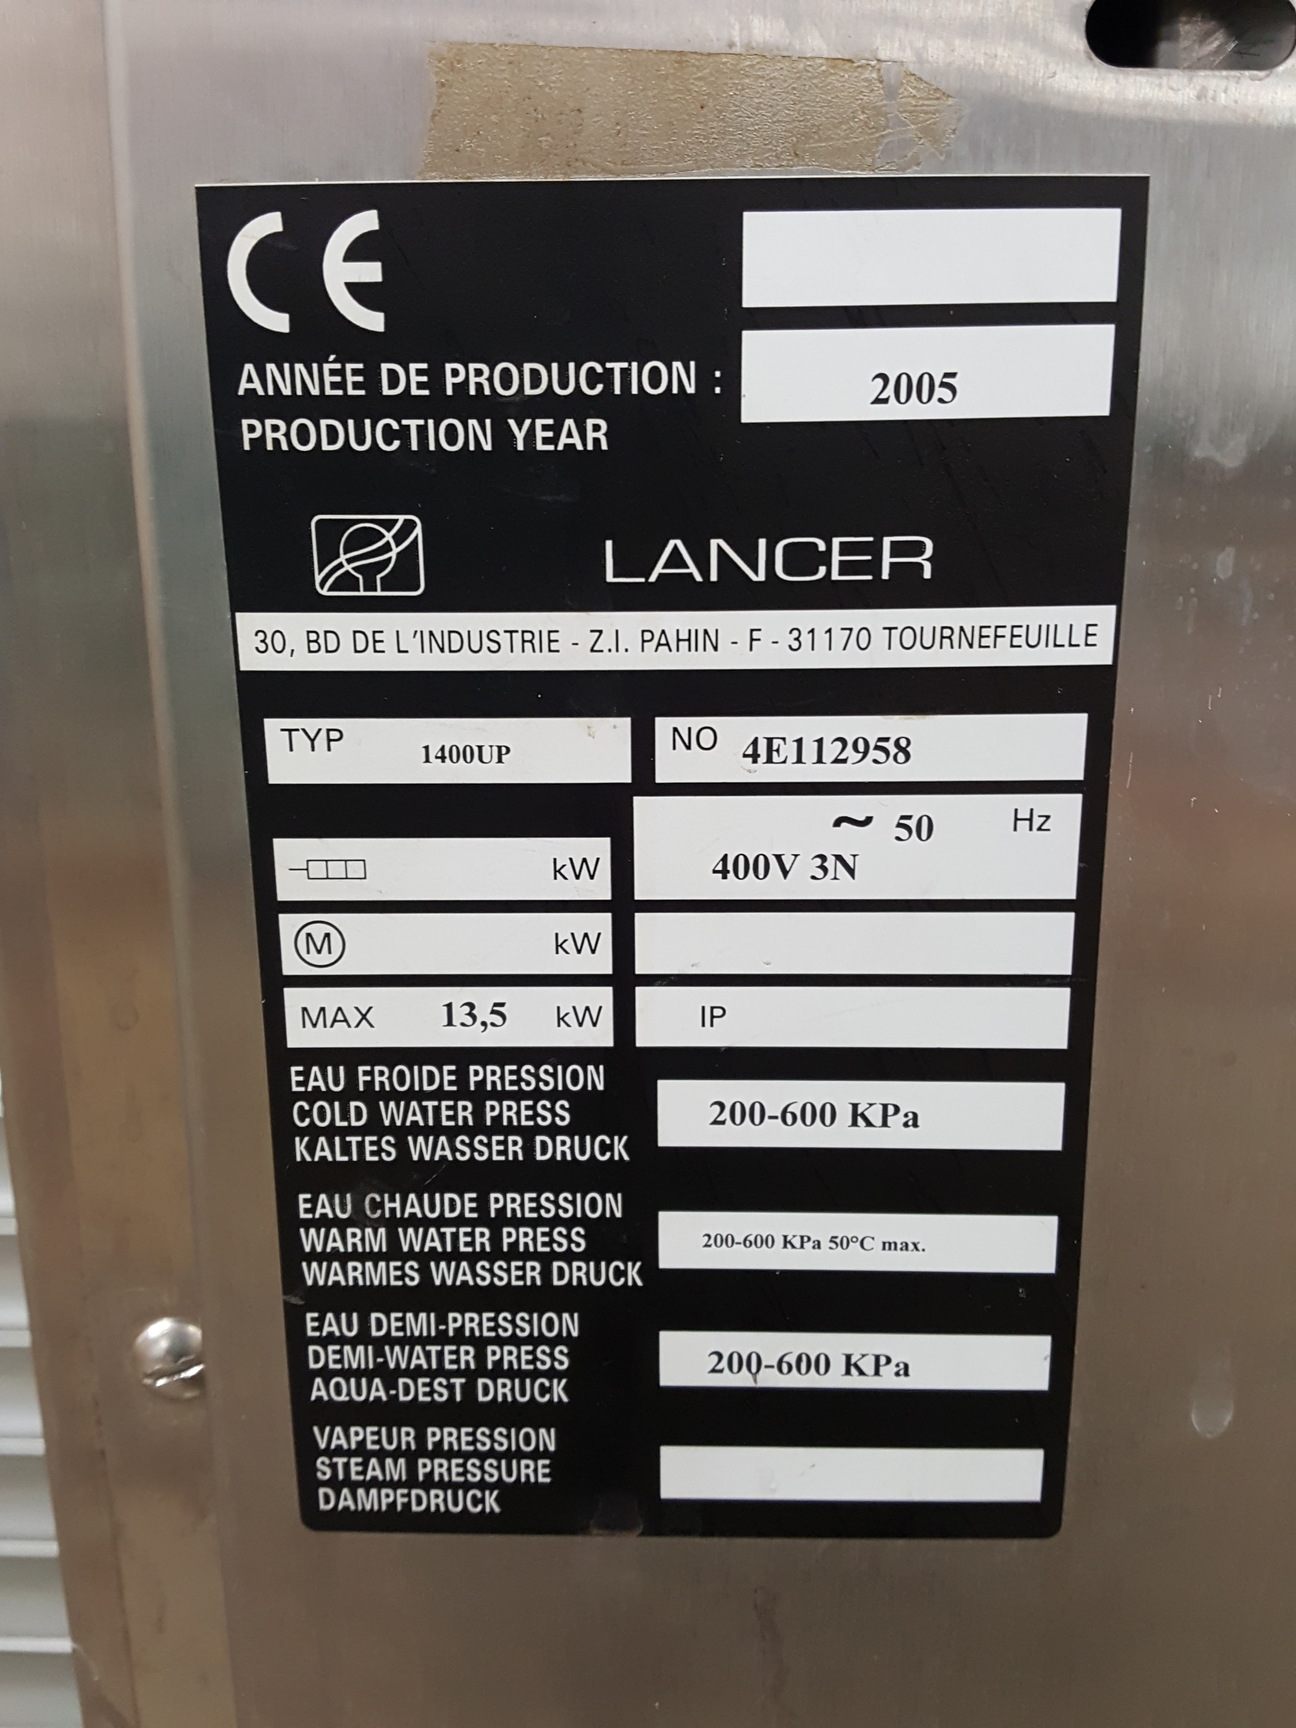 CE
ANNÉE DE PRODUCTION : 2005
PRODUCTION YEAR
LANCER
30, BD DE L'INDUSTRIE - Z.I. PAHIN - F - 31170 TOURNEFEUILLE
TYP 1400UP
NO 4E112958
~ 50 Hz
400V 3N
kW
M kW
MAX 13,5 kW
IP
EAU FROIDE PRESSION
COLD WATER PRESS
KALTES WASSER DRUCK
200-600 KPa
EAU CHAUDE PRESSION
WARM WATER PRESS
WARMES WASSER DRUCK
200-600 KPa 50°C max.
EAU DEMI-PRESSION
DEMI-WATER PRESS
AQUA-DEST DRUCK
200-600 KPa
VAPEUR PRESSION
STEAM PRESSURE
DAMPFDRUCK